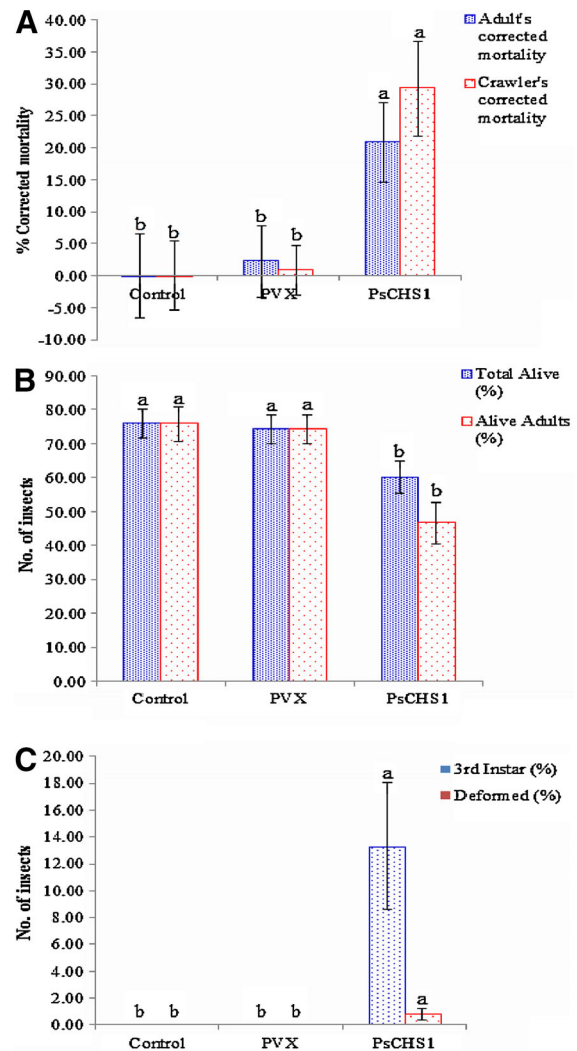 A
% Corrected mortality
40.00
35.00
30.00
25.00
20.00
15.00
10.00
5.00
0.00
-5.00
-10.00
b b
b b
a a
Control PVX PsCHS1
Adult's
corrected
mortality
Crawler's
corrected
mortality
B
No. of insects
90.00
80.00
70.00
60.00
50.00
40.00
30.00
20.00
10.00
0.00
a a
a a
b b
Control PVX PsCHS1
Total Alive
(%)
Alive Adults
(%)
C
No. of insects
20.00
18.00
16.00
14.00
12.00
10.00
8.00
6.00
4.00
2.00
0.00
b b
b b
a a
Control PVX PsCHS1
3rd Instar (%)
Deformed (%)